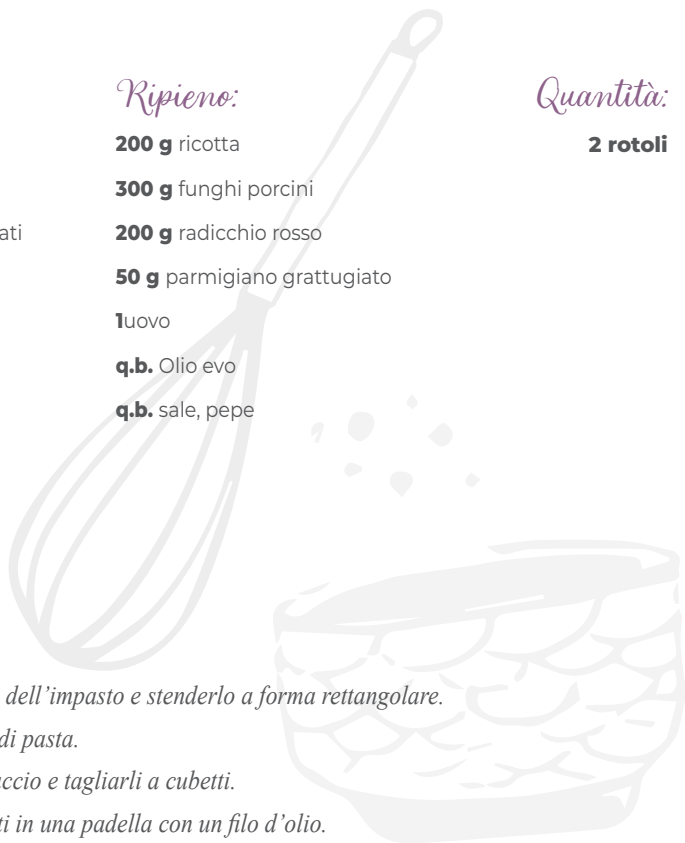 Ripieno:
200 g ricotta
300 g funghi porcini
200 g radicchio rosso
50 g parmigiano grattugiato
1uovo
q.b. Olio evo
q.b. sale, pepe
Quantità:
2 rotoli
ati
dell’impasto e stenderlo a forma rettangolare.
di pasta.
uccio e tagliarli a cubetti.
ti in una padella con un filo d’olio.